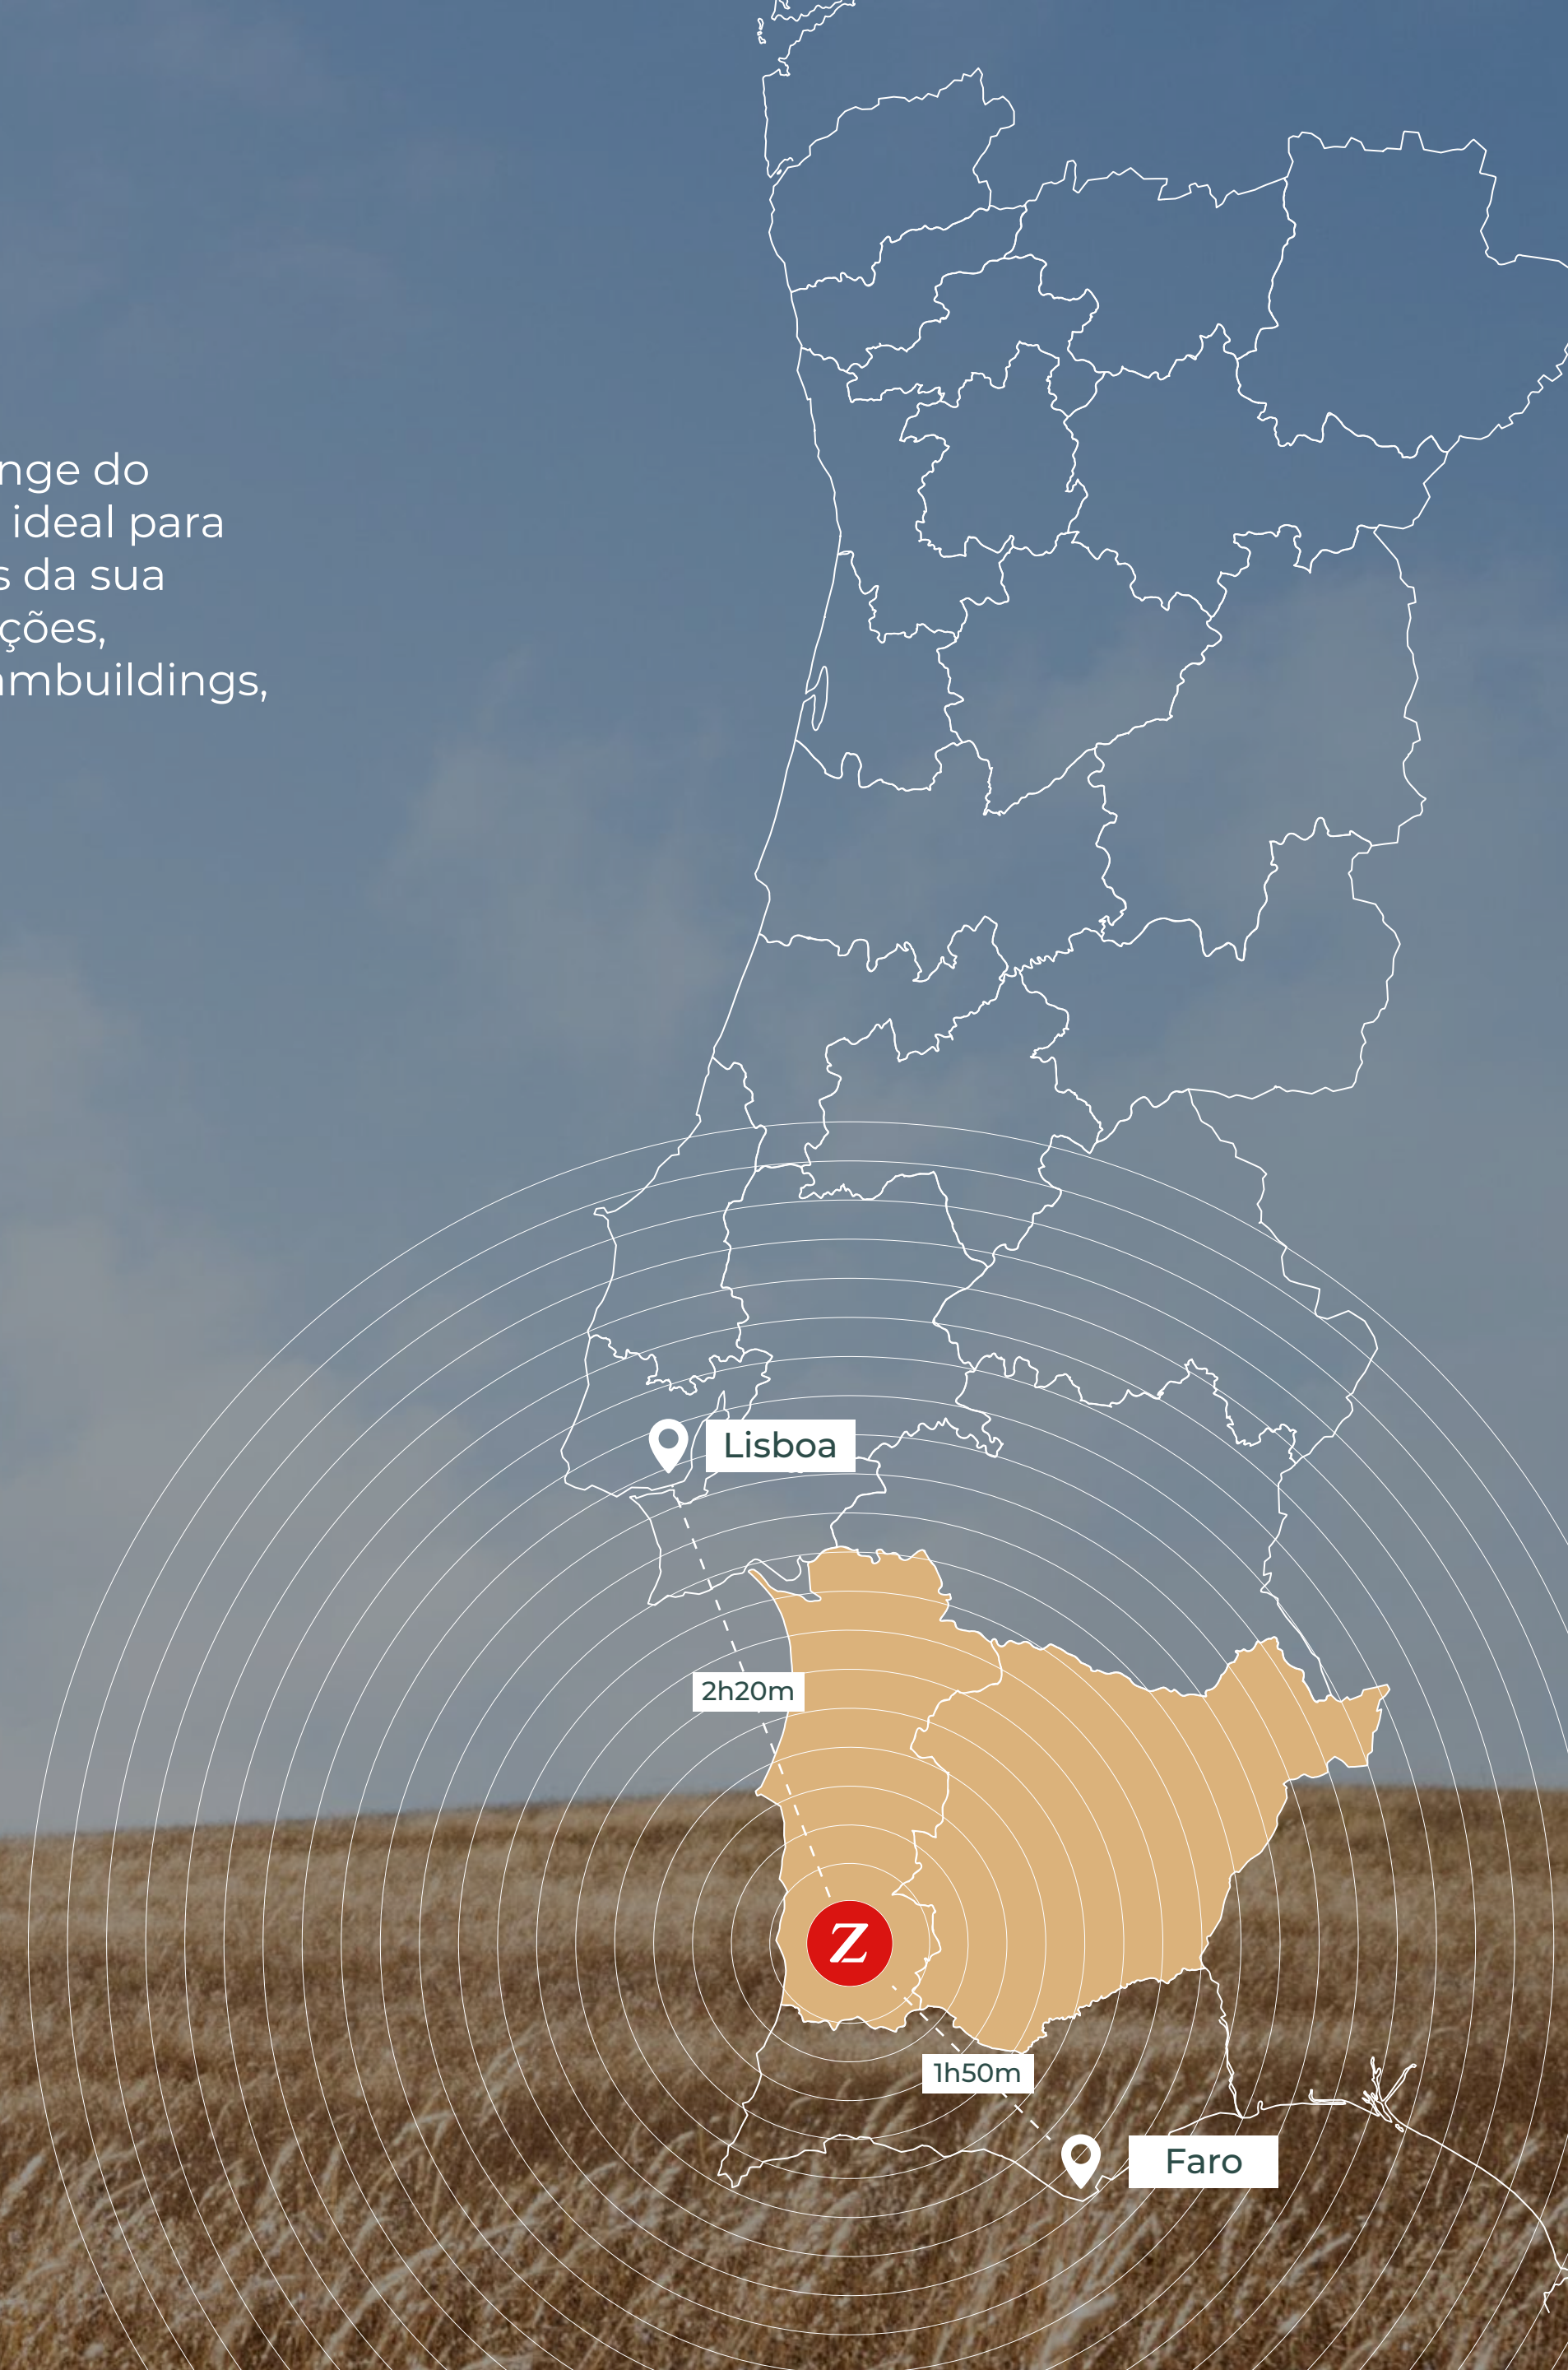 nge do
ideal para
s da sua
ções,
mbuildings,
Lisboa
2h20m
Z
1h50m
Faro